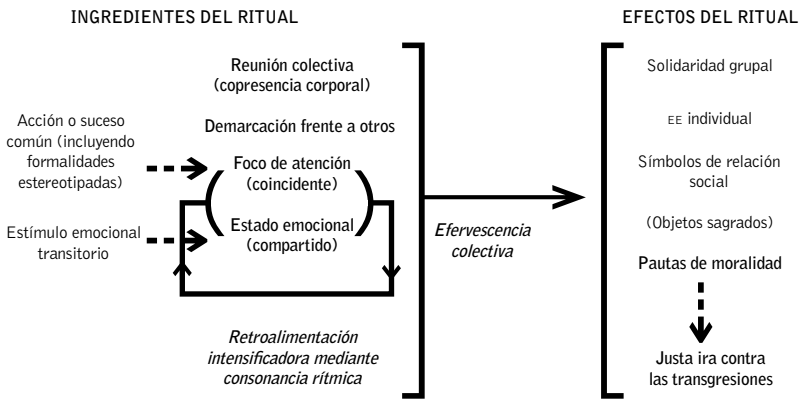 INGREDIENTES DEL RITUAL
Reunión colectiva
(copresencia corporal)
Acción o suceso
común (incluyendo
formalidades
estereotipadas)
Demarcación frente a otros
Foco de atención
(coincidente)
Estímulo emocional
transitorio
Estado emocional
(compartido)
Retroalimentación
intensificadora mediante
consonancia rítmica
Efervescencia
colectiva
EFECTOS DEL RITUAL
Solidaridad grupal
EE individual
Símbolos de relación
social
(Objetos sagrados)
Pautas de moralidad
Justa ira contra
las transgresiones